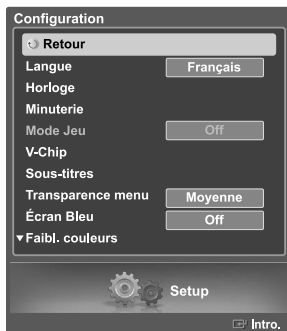 Configuration
Retour
Langue Français
Horloge
Minuterie
Mode Jeu Off
V-Chip
Sous-titres
Transparence menu Moyenne
Écran Bleu Off
▼Faibl. couleurs
Setup
Intro.